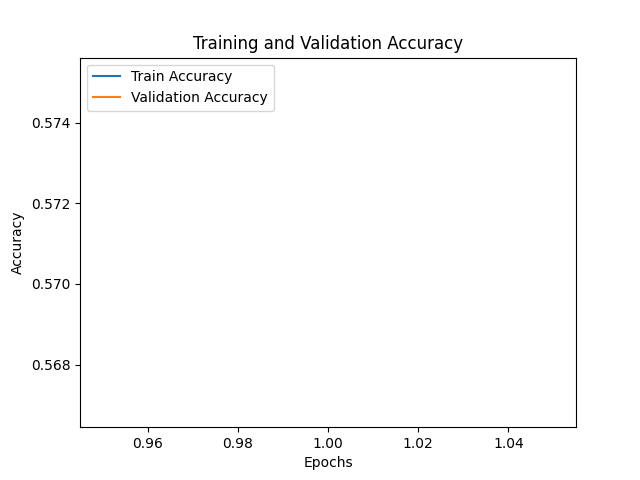 Training and Validation Accuracy
Train Accuracy
Validation Accuracy
0.574
0.572
0.570
0.568
Accuracy
0.96
0.98
1.00
1.02
1.04
Epochs